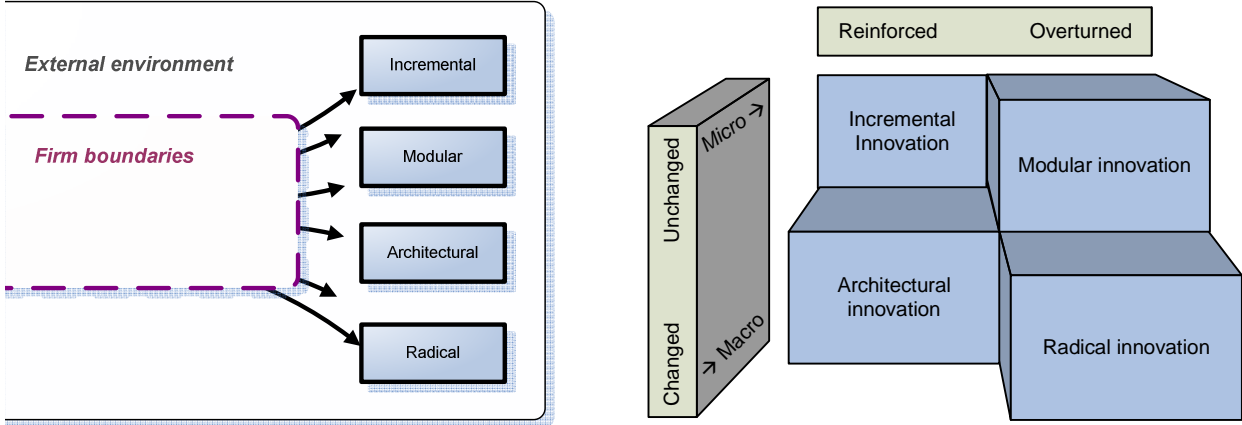 External environment
Firm boundaries
Incremental
Modular
Architectural
Radical
Reinforced Overturned
Unchanged
Changed
Micro →
→ Macro
Incremental
Innovation
Modular innovation
Architectural
innovation
Radical innovation